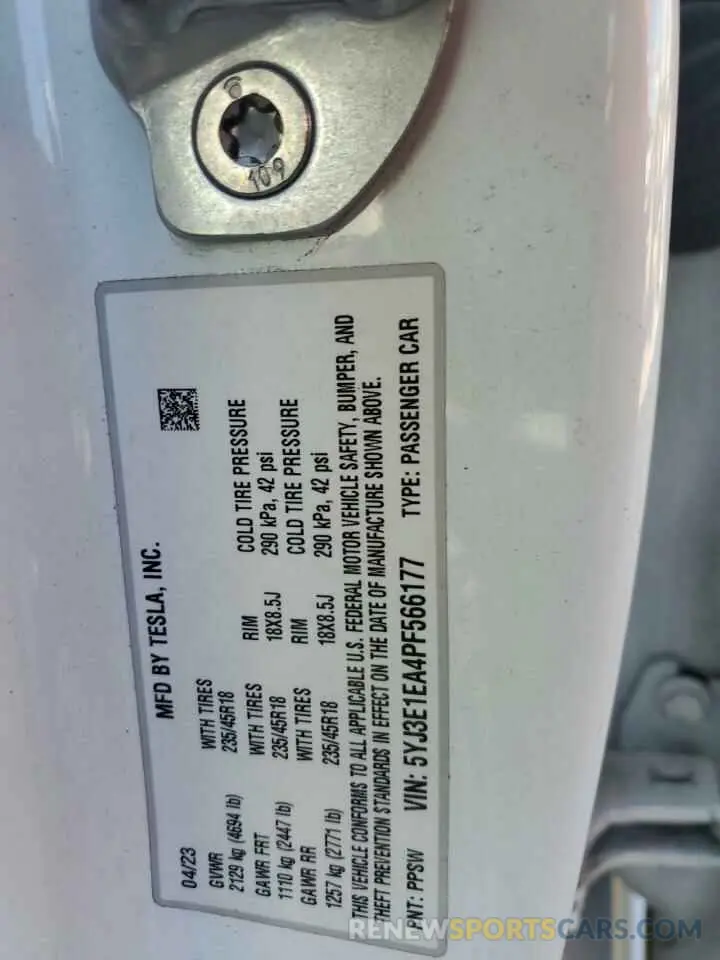 109
MFD BY TESLA, INC.
04/23
GVWR WITH TIRES
2129 kg (4694 lb) 235/45R18
GAWR FRT WITH TIRES RIM COLD TIRE PRESSURE
1110 kg (2447 lb) 235/45R18 18X8.5J 290 kPa, 42 psi
GAWR RR WITH TIRES RIM COLD TIRE PRESSURE
1257 kg (2771 lb) 235/45R18 18X8.5J 290 kPa, 42 psi
THIS VEHICLE CONFORMS TO ALL APPLICABLE U.S. FEDERAL MOTOR VEHICLE SAFETY, BUMPER, AND
THEFT PREVENTION STANDARDS IN EFFECT ON THE DATE OF MANUFACTURE SHOWN ABOVE.
PNT: PPSW VIN: 5YJ3E1EA4PF566177 TYPE: PASSENGER CAR
RENEWSPORTSCARS.COM